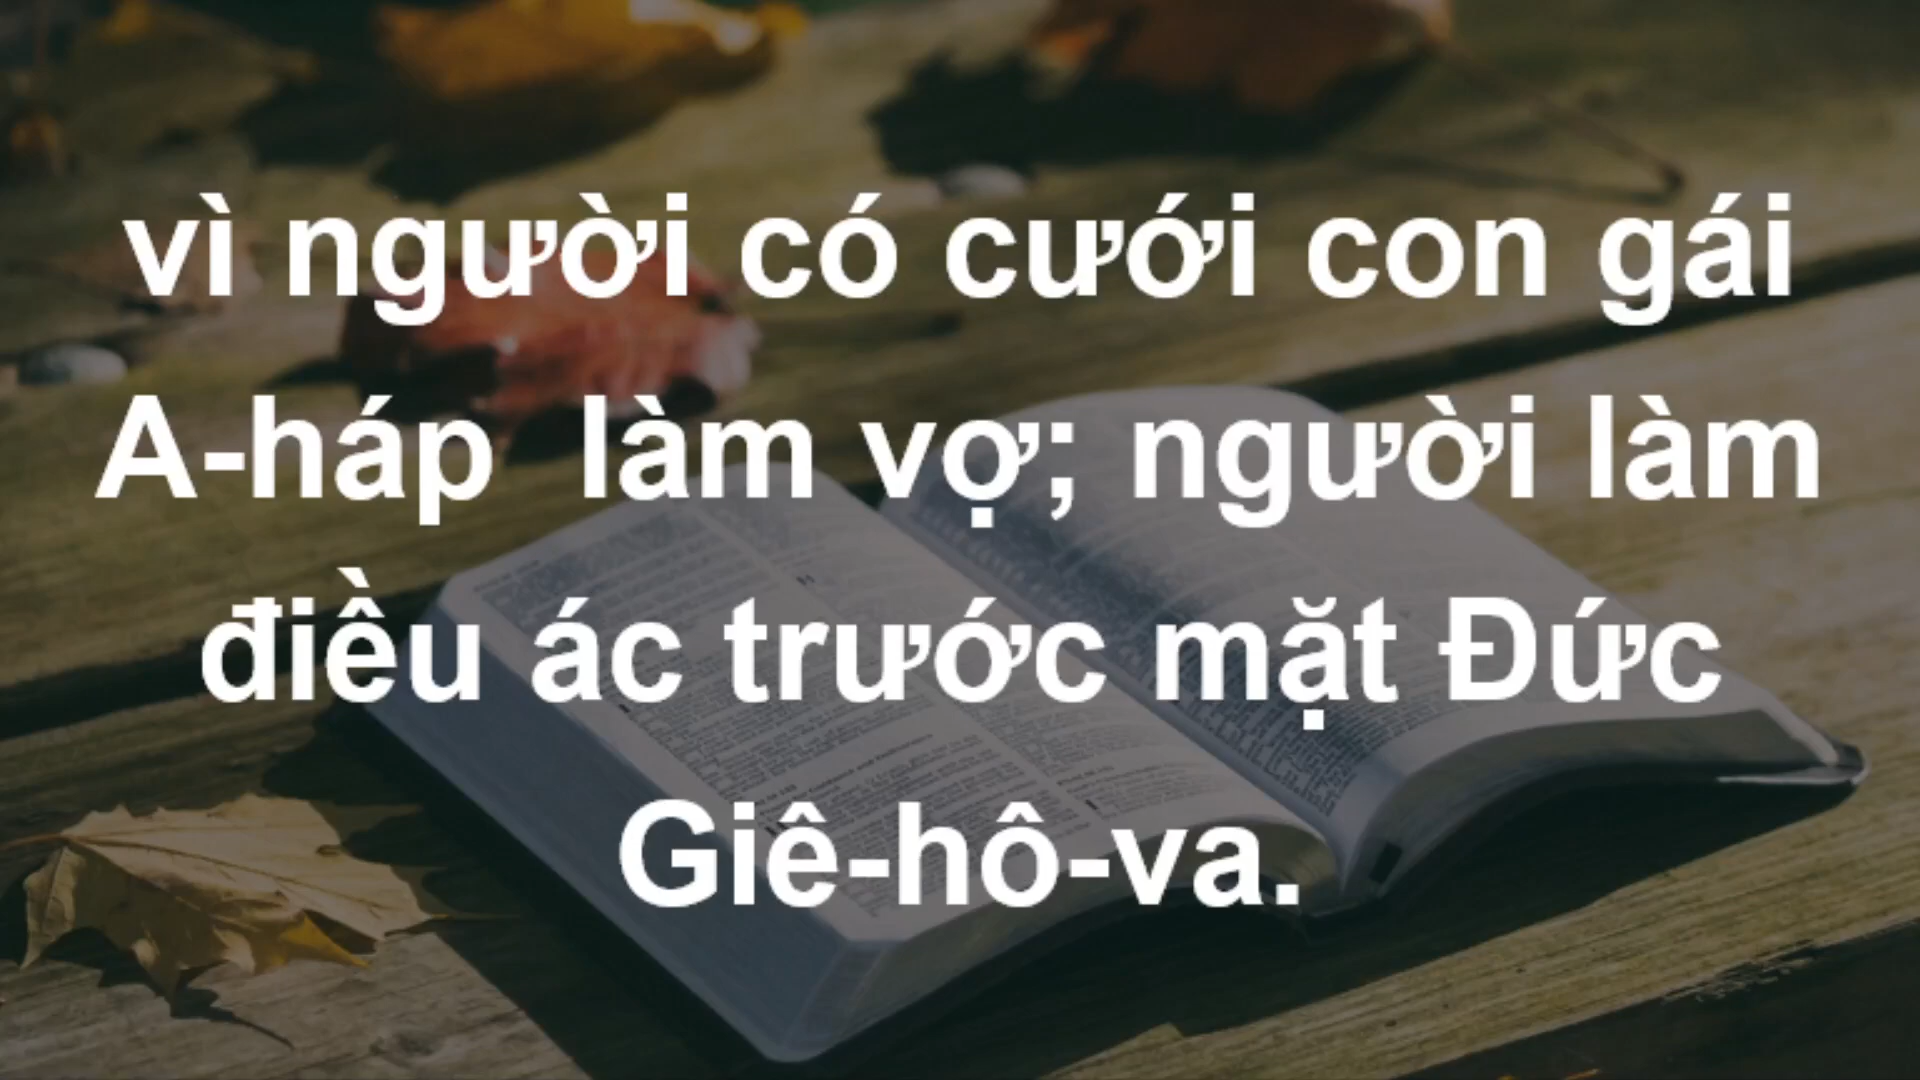 vì người có cưới con gái
A-háp  làm vợ; người làm
điều ác trước mặt Đức
Giê-hô-va.